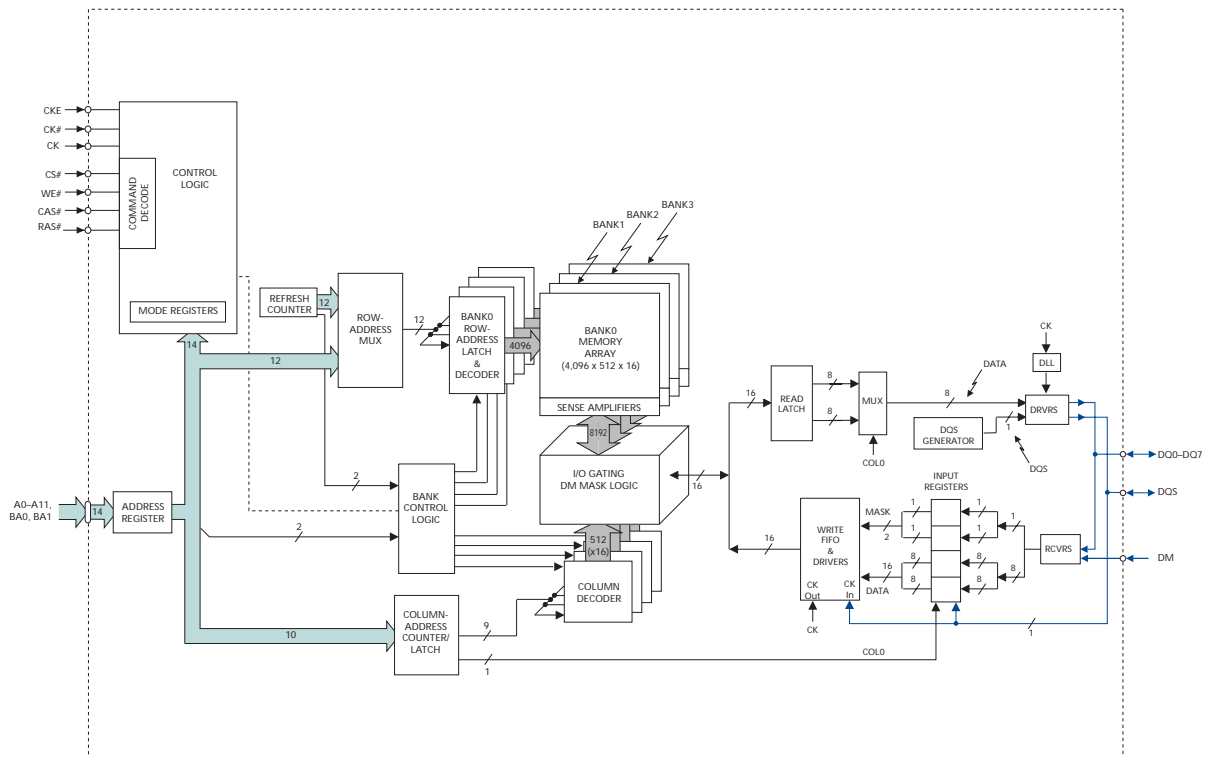 CKE
CK#
CK
CS#
WE#
CAS#
RAS#
COMMAND
DECODE
CONTROL
LOGIC
MODE REGISTERS
14
REFRESH
COUNTER
12
12
ROW-
ADDRESS
MUX
12
BANK0
ROW-
ADDRESS
LATCH
&
DECODER
4096
BANK1
BANK2
BANK3
BANK0
MEMORY
ARRAY
(4,096 x 512 x 16)
SENSE AMPLIFIERS
8192
I/O GATING
DM MASK LOGIC
16
A0–A11,
BA0, BA1
14
ADDRESS
REGISTER
2
2
BANK
CONTROL
LOGIC
512
(x16)
COLUMN
DECODER
10
COLUMN-
ADDRESS
COUNTER/
LATCH
9
1
COL0
16
READ
LATCH
8
8
MUX
COL0
8
DATA
CK
DLL
DRVRS
DQS
GENERATOR
1
DQS
DQ0–DQ7
DQS
DM
16
WRITE
FIFO
&
DRIVERS
CK
Out
CK
In
CK
MASK
2
16
DATA
1
1
8
8
INPUT
REGISTERS
1
1
8
8
1
8
RCVRS
1